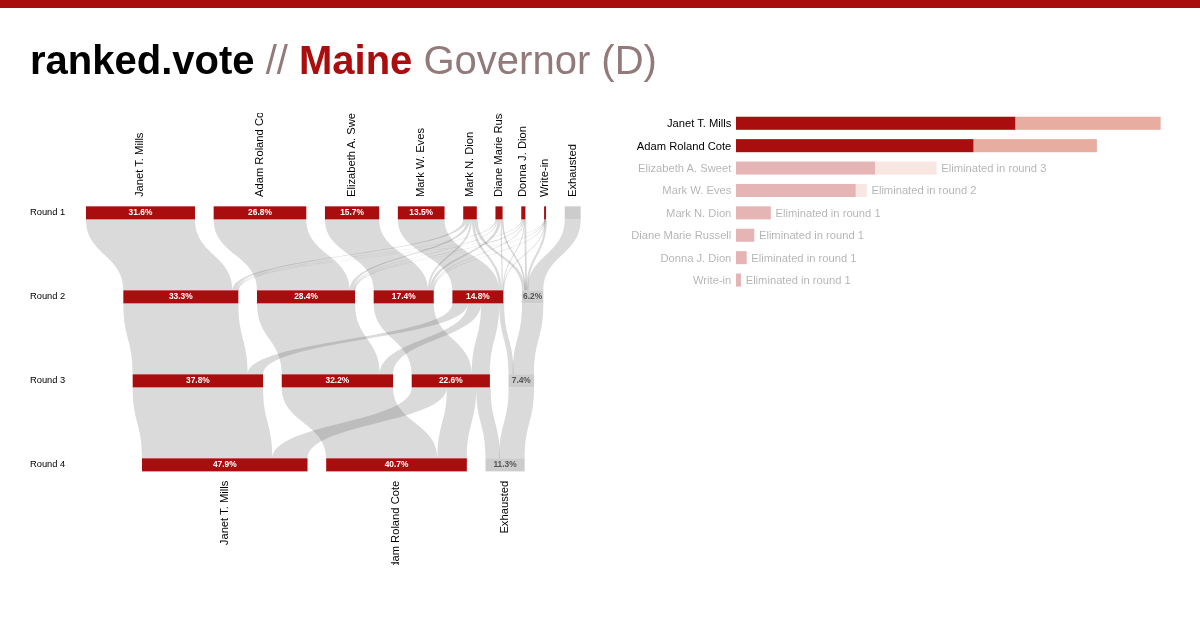 ranked.vote // Maine Governor (D)
Janet T. Mills
Adam Roland Co
Elizabeth A. Swe
Mark W. Eves
Mark N. Dion
Diane Marie Rus
Donna J. Dion
Write-in
Exhausted
Round 1
31.6%
26.8%
15.7%
13.5%
Round 2
33.3%
28.4%
17.4%
14.8%
6.2%
Round 3
37.8%
32.2%
22.6%
7.4%
Round 4
47.9%
40.7%
11.3%
Janet T. Mills
dam Roland Cote
Exhausted
Janet T. Mills
Adam Roland Cote
Elizabeth A. Sweet Eliminated in round 3
Mark W. Eves Eliminated in round 2
Mark N. Dion Eliminated in round 1
Diane Marie Russell Eliminated in round 1
Donna J. Dion Eliminated in round 1
Write-in Eliminated in round 1